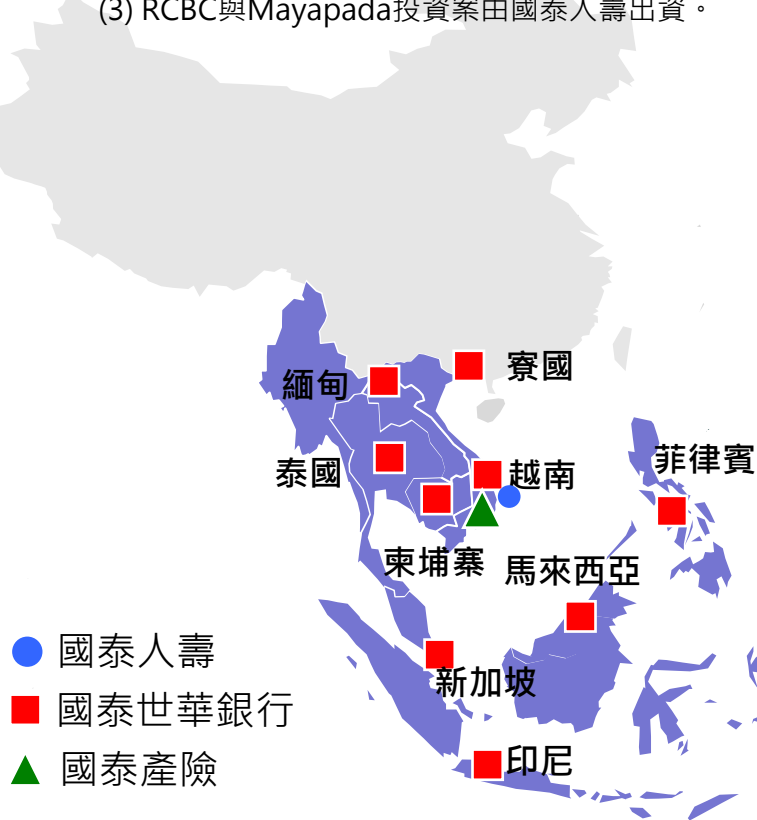 (3) RCBC與Mayapada投資案由國泰人壽出資。
寮國
緬甸
菲律賓
泰國
越南
柬埔寨
馬來西亞
國泰人壽
新加坡
國泰世華銀行
印尼
國泰產險